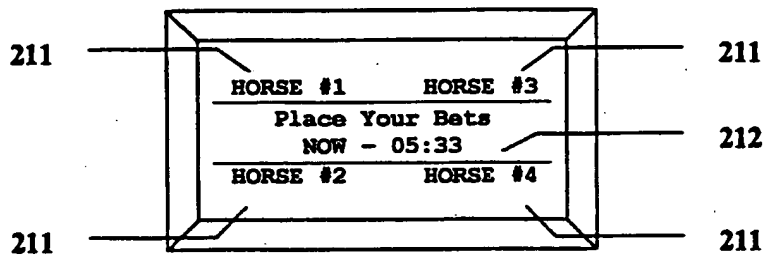 211 211
HORSE #1 HORSE #3
Place Your Bets
NOW - 05:33 212
HORSE #2 HORSE #4
211 211